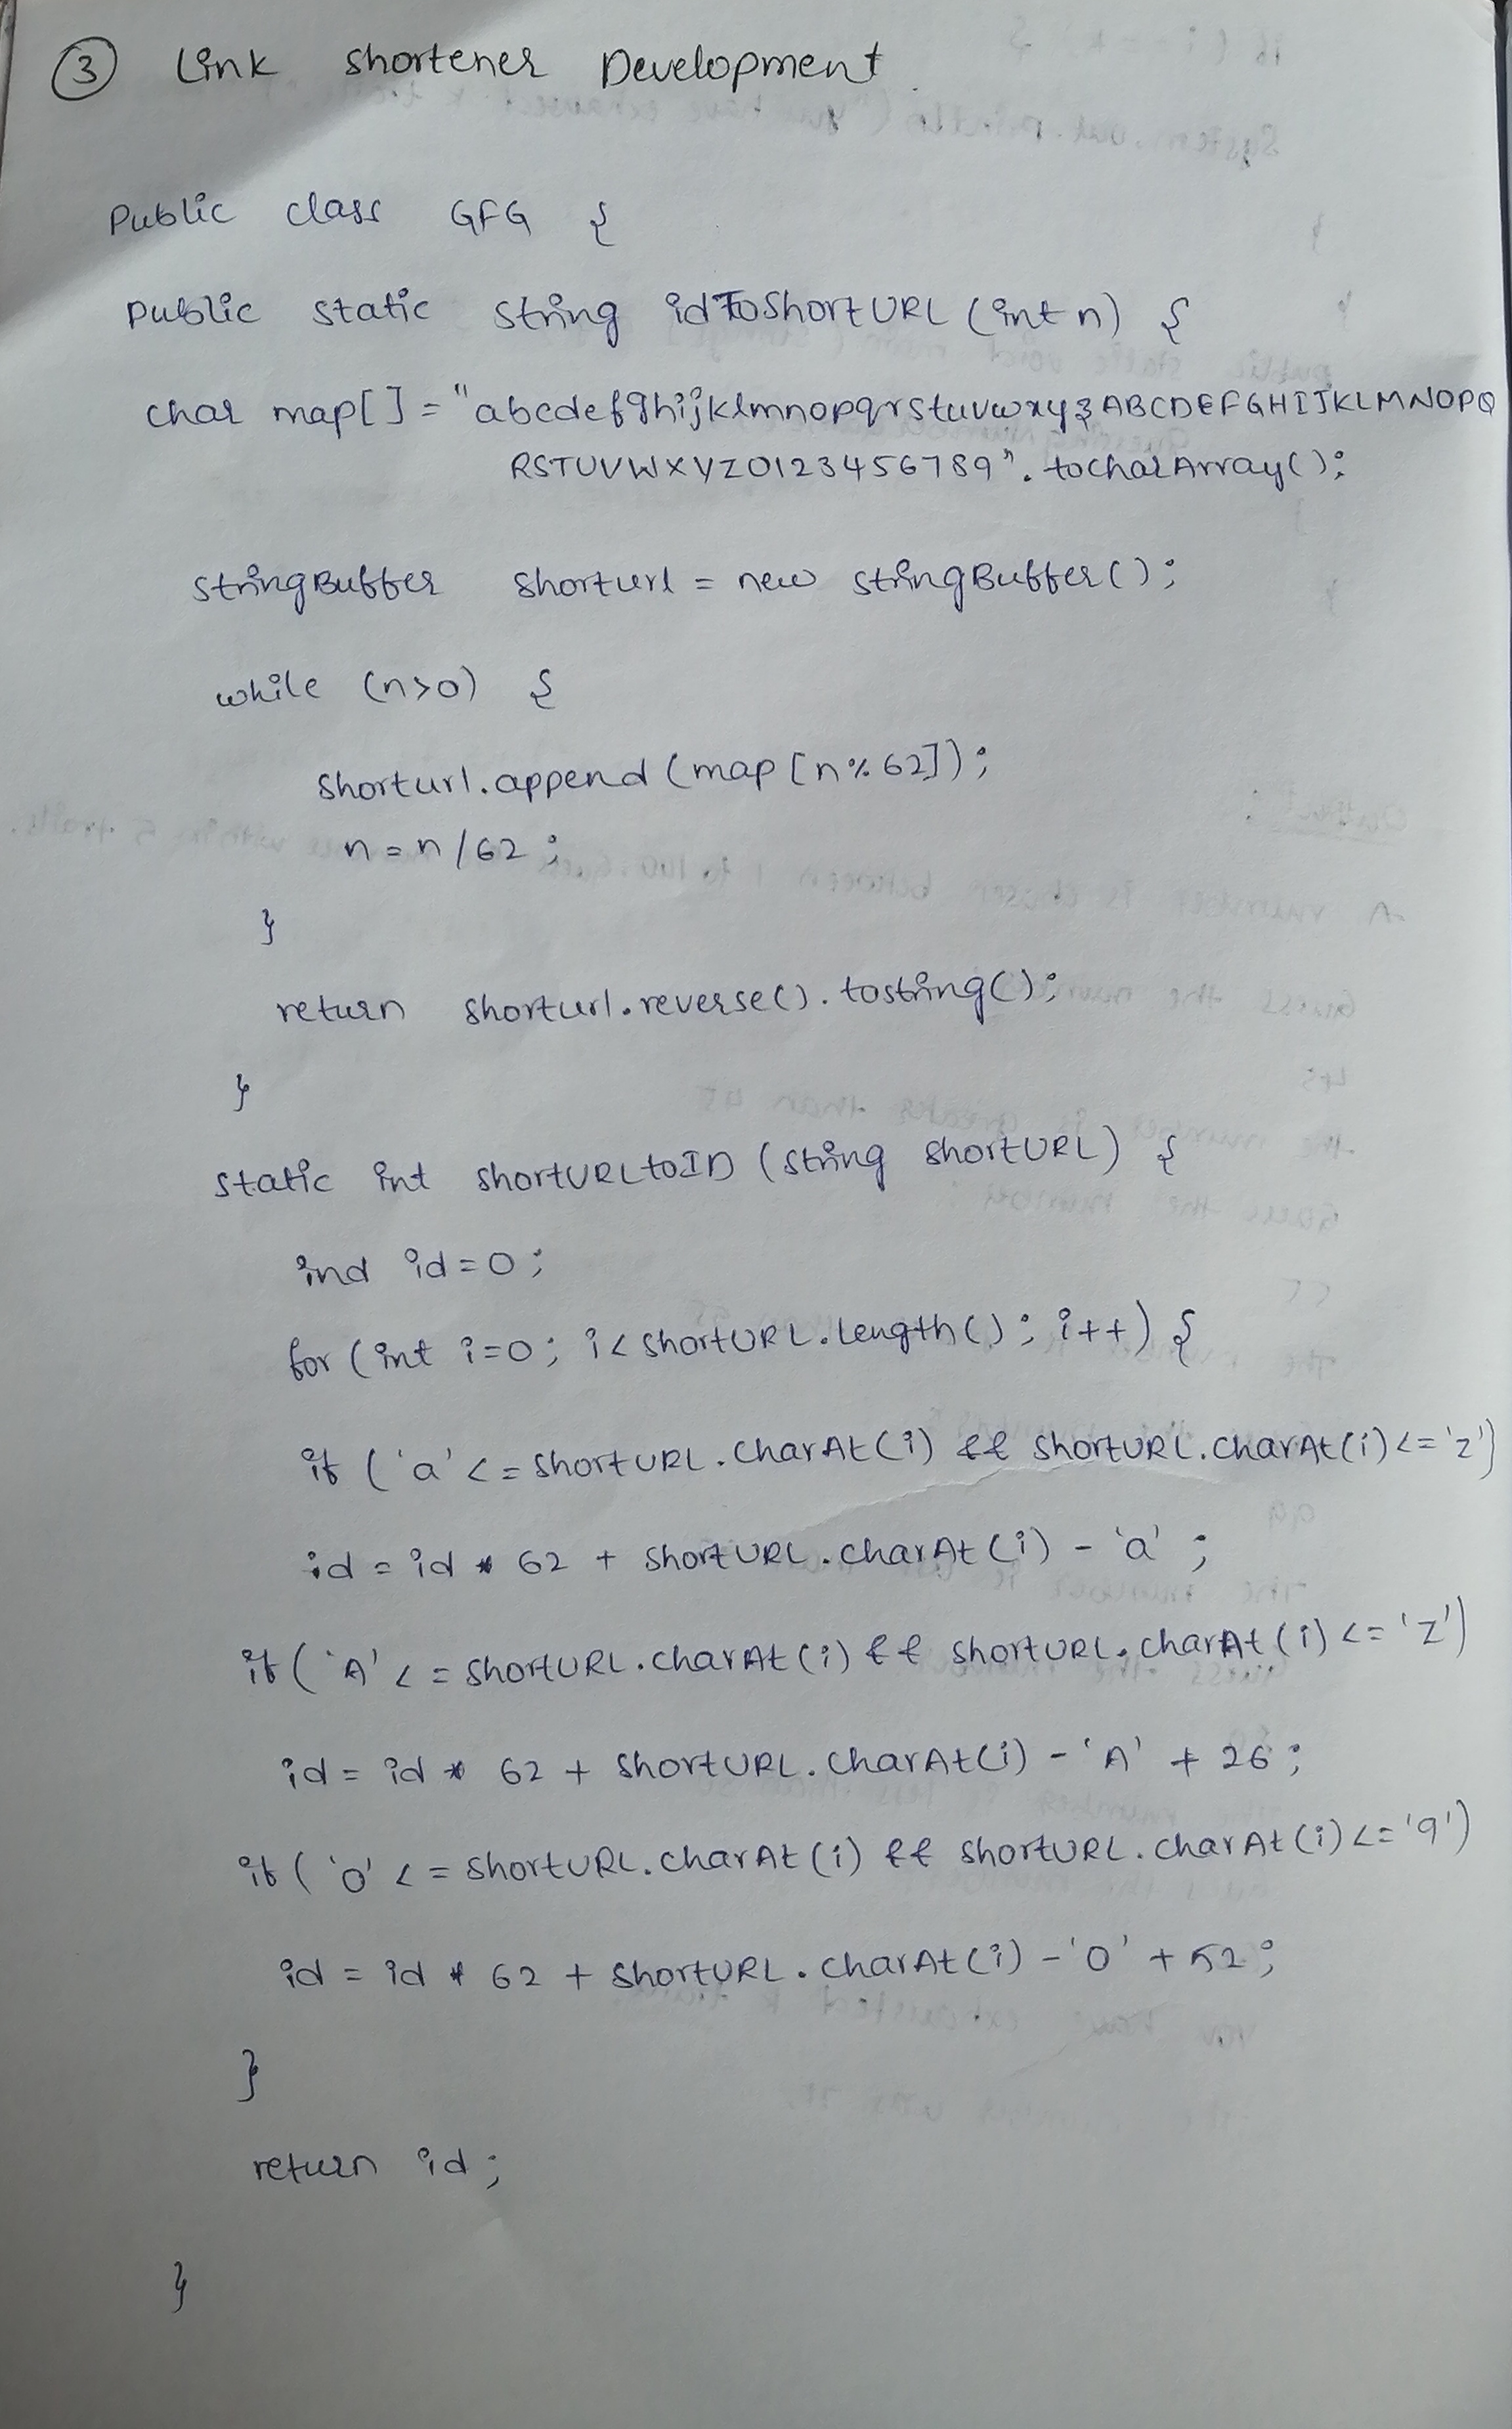 ③ Link shortener Development
Public class GFG {
public static string idToShortURL (int n) {
char map[] = "abcdefghijklmnopqrstuvwxyzABCDEFGHIJKLMNOPQ
RSTUVWXYZ0123456789".tocharArray();
stringBuffer shorturl = new stringBuffer();
while (n>0) {
shorturl.append(map[n%62]);
n=n/62;
}
return shorturl.reverse().tostring();
}
static int shortURLtoID (string shortURL) {
ind id=0;
for (int i=0; i<shortURL.length(); i++) {
if ('a'<=shortURL.charAt(i) && shortURL.charAt(i)<='z')
id = id * 62 + shortURL.charAt(i) - 'a';
if ('A'<=shortURL.charAt(i) && shortURL.charAt(i)<='Z')
id = id * 62 + shortURL.charAt(i) - 'A' + 26;
if ('0'<=shortURL.charAt(i) && shortURL.charAt(i)<='9')
id = id * 62 + shortURL.charAt(i) - '0' + 52;
}
return id;
}